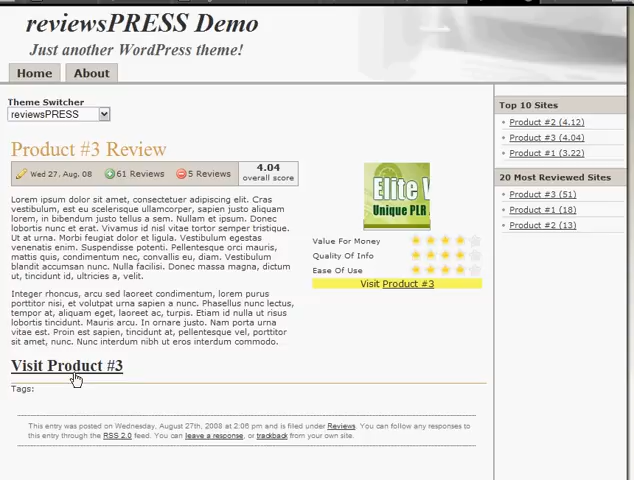 reviewsPRESS Demo
Just another WordPress theme!
Home About
Theme Switcher
reviewsPRESS
Product #3 Review
Wed 27, Aug. 08 61 Reviews 5 Reviews 4.04
overall score
Lorem ipsum dolor sit amet, consectetuer adipiscing elit. Cras
vestibulum, est eu scelerisque ullamcorper, sapien justo aliquam
lorem, in bibendum justo tellus a sem. Nunc blandit dolor vitae
lobortis nunc et erat. Vivamus id nisl vitae tortor semper tristique.
Ut at urna. Morbi feugiat dolor et ligula. Vestibulum egestas
venenatis enim. Suspendisse potenti. Pellentesque orci mauris,
mattis quis, condimentum nec, convallis eu, diam. Vestibulum
blandit accumsan nunc. Nulla facilisi. Donec massa magna, dictum
ut, tincidunt id, ultricies a, velit.
Integer rhoncus, arcu sed laoreet condimentum, lorem purus
porttitor nisi, et volutpat urna sapien a nunc. Phasellus nunc lectus,
tempor at, aliquam eget, laoreet ac, turpis. Etiam id nulla ut risus
lobortis tincidunt. Mauris arcu. In ornare justo. Nam porta urna
vitae est. Proin est sapien, tincidunt at, pellentesque vel, porttitor
sit amet, est. Nunc interdum nibh ut eros interdum commodo.
Visit Product #3
Tags:
This entry was posted on Wednesday, August 27th, 2008 at 2:06 pm and is filed under Reviews. You can follow any responses to
this entry through the RSS 2.0 feed. You can leave a response, or trackback from your own site.
Elite
Unique PLR
Value For Money
Quality Of Info
Ease Of Use
Visit Product #3
Top 10 Sites
Product #2 (4.12)
Product #3 (4.04)
Product #1 (3.22)
20 Most Reviewed Sites
Product #3 (51)
Product #1 (18)
Product #2 (13)